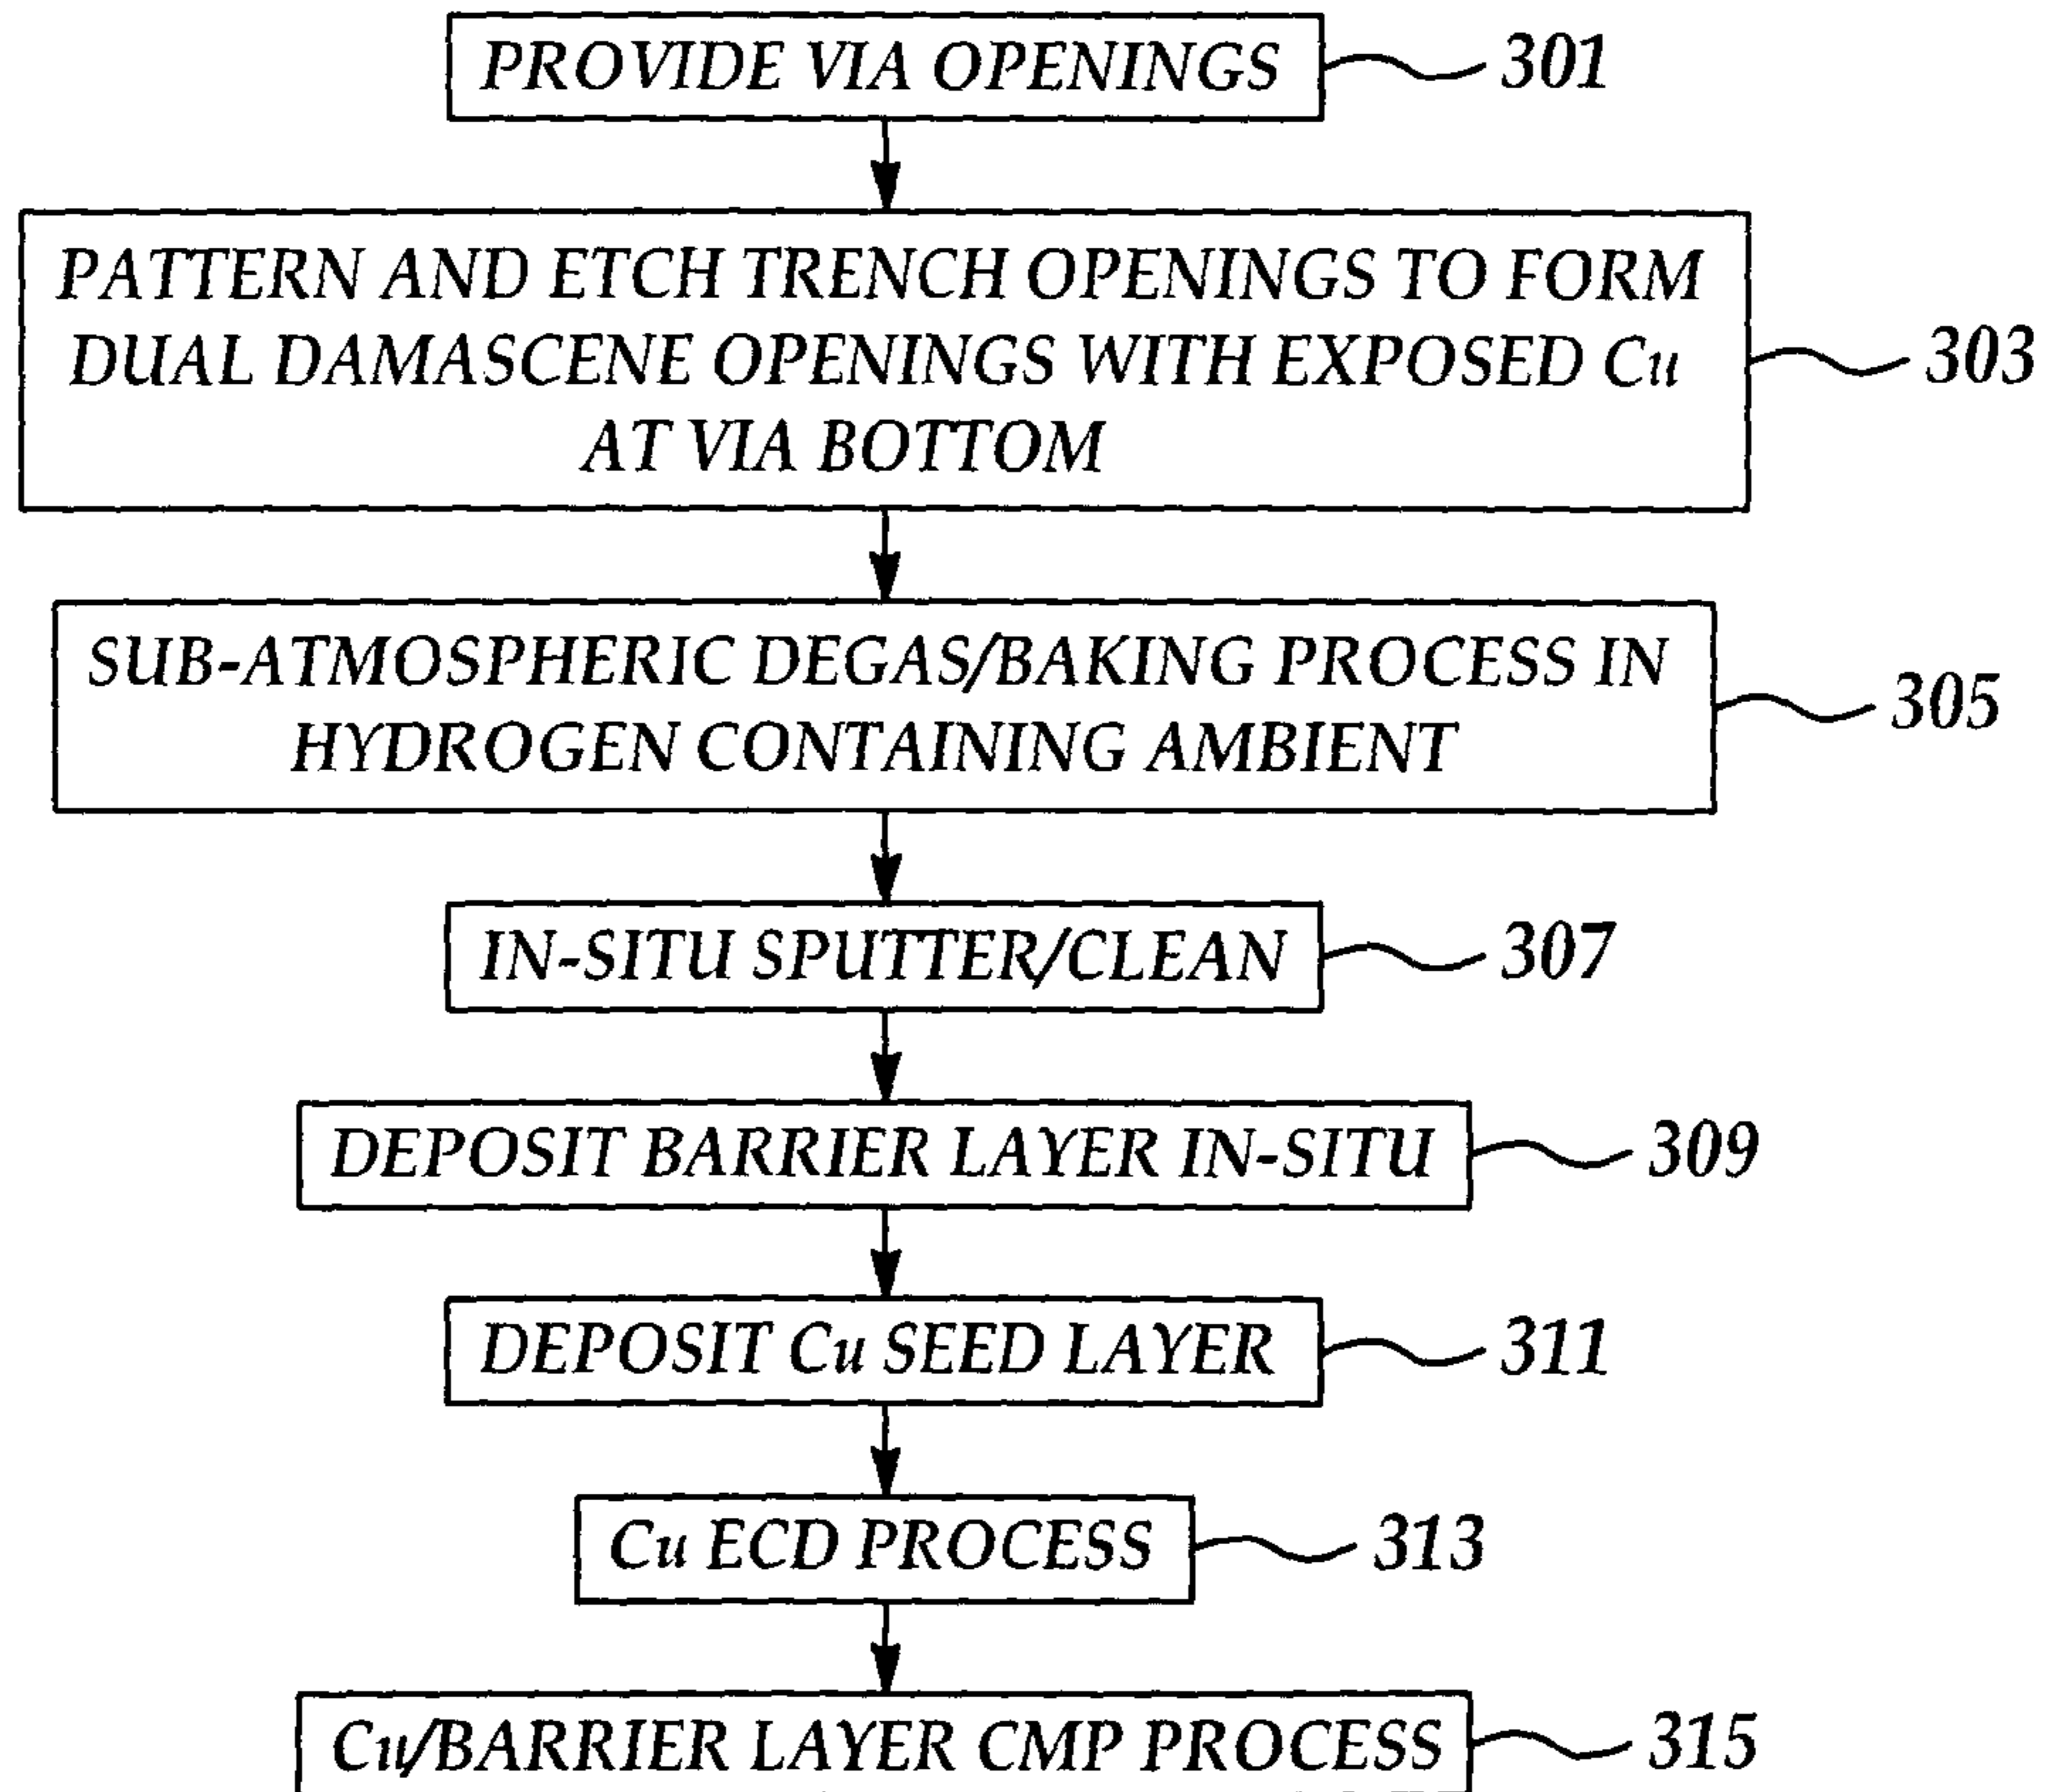 PROVIDE VIA OPENINGS 301
PATTERN AND ETCH TRENCH OPENINGS TO FORM
DUAL DAMASCENE OPENINGS WITH EXPOSED Cu 303
AT VIA BOTTOM
SUB-ATMOSPHERIC DEGAS/BAKING PROCESS IN
305
HYDROGEN CONTAINING AMBIENT
IN-SITU SPUTTER/CLEAN 307
DEPOSIT BARRIER LAYER IN-SITU 309
DEPOSIT Cu SEED LAYER 311
Cu ECD PROCESS 313
Cu/BARRIER LAYER CMP PROCESS 315